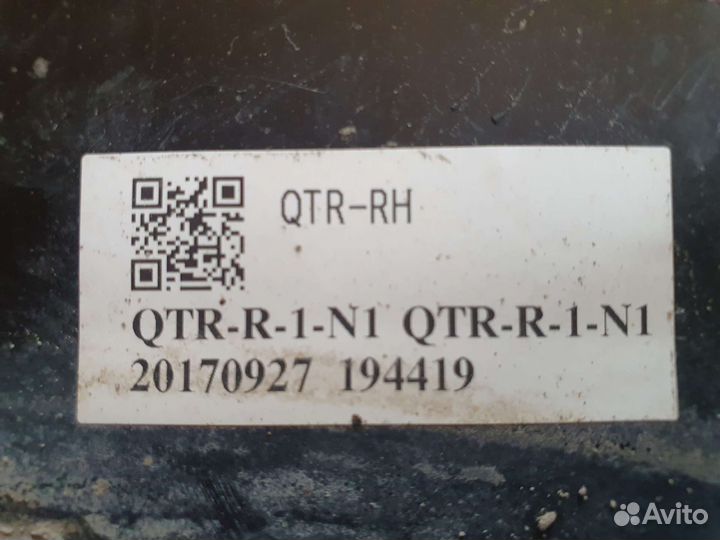 QTR-RH
QTR-R-1-N1 QTR-R-1-N1
20170927 194419
Avito